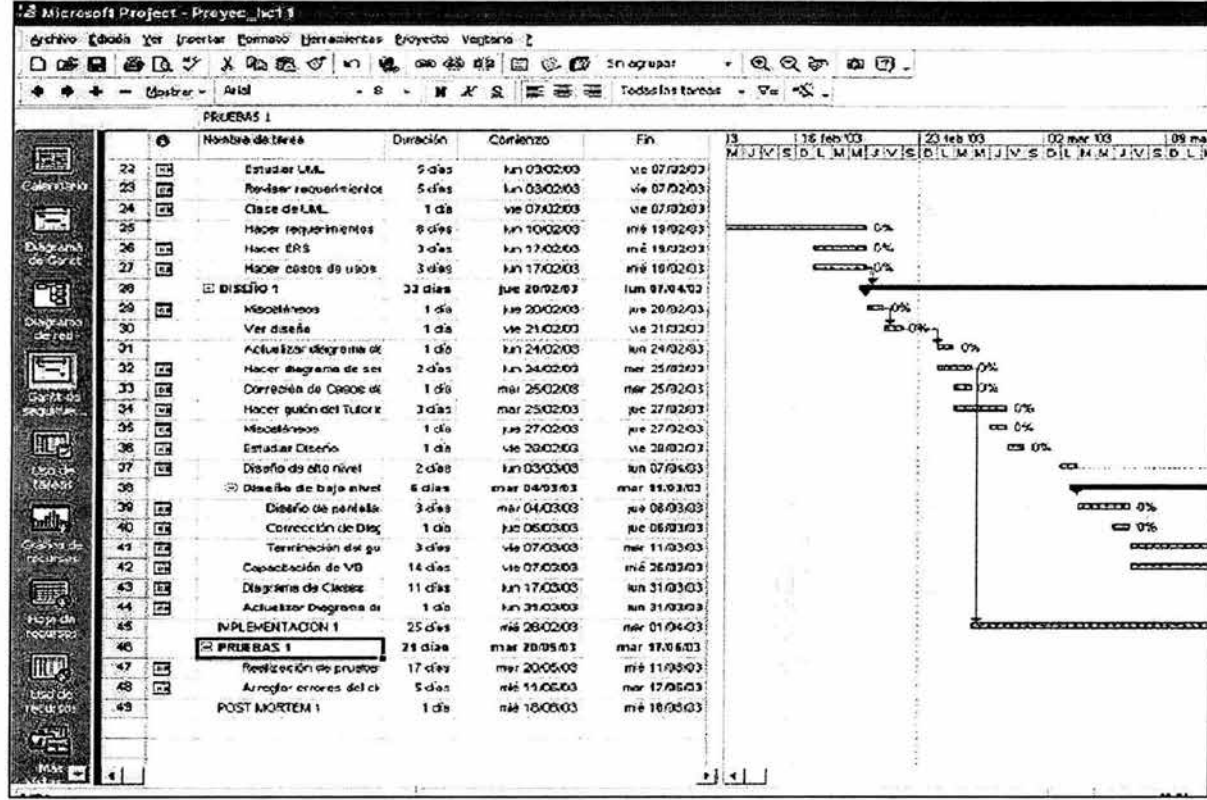 Microsoft Project - Proyec_hc11
Archivo Edición Ver Insertar Formato Herramientas Proyecto Ventana ?
Sin agrupar
Mostrar Arial 8 N K S Todas las tareas
PRUEBAS 1
Nombre de tarea Duración Comienzo Fin
16 feb '03 23 feb '03 02 mar '03
22 Estudiar UML 5 días lun 03/02/03 vie 07/02/03
23 Revisar requerimientos 5 días lun 03/02/03 vie 07/02/03
24 Clase de UML 1 día vie 07/02/03 vie 07/02/03
25 Hacer requerimientos 8 días lun 10/02/03 mié 19/02/03 0%
26 Hacer ERS 3 días lun 17/02/03 mié 19/02/03 0%
27 Hacer casos de usos 3 días lun 17/02/03 mié 19/02/03 0%
28 DISEÑO 1 33 días jue 20/02/03 lun 07/04/03
29 Misceláneos 1 día jue 20/02/03 jue 20/02/03 0%
30 Ver diseño 1 día vie 21/02/03 vie 21/02/03 0%
31 Actualizar diagrama de 1 día lun 24/02/03 lun 24/02/03 0%
32 Hacer diagrama de sec 2 días lun 24/02/03 mar 25/02/03 0%
33 Correción de Casos de 1 día mar 25/02/03 mar 25/02/03 0%
34 Hacer guión del Tutoria 3 días mar 25/02/03 jue 27/02/03 0%
35 Misceláneos 1 día jue 27/02/03 jue 27/02/03 0%
36 Estudiar Diseño 1 día vie 28/02/03 vie 28/02/03 0%
37 Diseño de alto nivel 2 días lun 03/03/03 lun 07/04/03
38 Diseño de bajo nivel 6 días mar 04/03/03 mar 11/03/03
39 Diseño de pantalla 3 días mar 04/03/03 jue 06/03/03 0%
40 Corrección de Diag 1 día jue 06/03/03 jue 06/03/03 0%
41 Terminación del gu 3 días vie 07/03/03 mar 11/03/03
42 Capacitación de VB 14 días vie 07/03/03 mié 26/03/03
43 Diagrama de Clases 11 días lun 17/03/03 lun 31/03/03
44 Actualizar Diagrama de 1 día lun 31/03/03 lun 31/03/03
45 IMPLEMENTACION 1 25 días mié 26/02/03 mar 01/04/03
46 PRUEBAS 1 21 días mar 20/05/03 mar 17/06/03
47 Realización de pruebas 17 días mar 20/05/03 mié 11/06/03
48 Arreglar errores del ci 5 días mié 11/06/03 mar 17/06/03
49 POST MORTEM 1 1 día mié 18/06/03 mié 18/06/03
Calendario
Diagrama de Gantt
Diagrama de red
Gantt de seguimie...
Uso de tareas
Gráfico de recursos
Hoja de recursos
Uso de recursos
Más